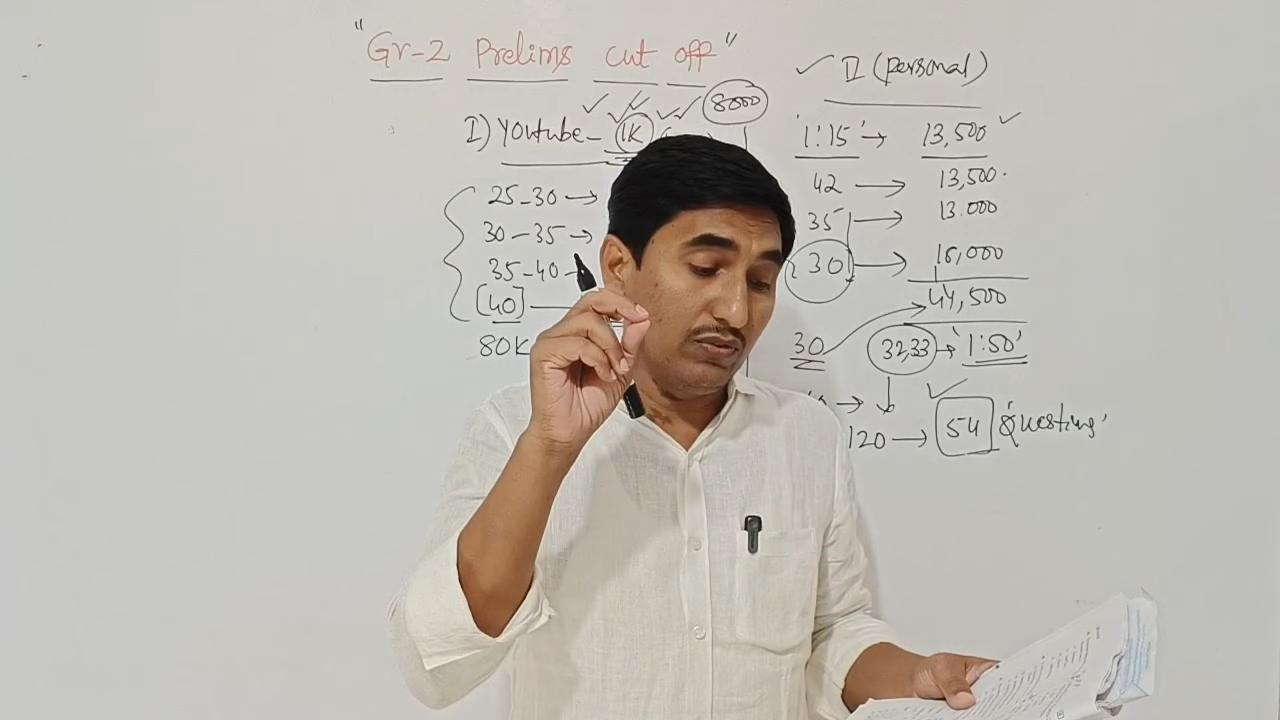 "Gr-2 Prelims cut off"
I) Youtube - 1K
8000
25-30 →
30-35 →
35-40
[40]
80K
✓ II (personal)
'1:15' → 13,500 ✓
42 → 13,500.
35 → 13.000
30 → 18,000
44,500
30
32,33 → '1:50'
120 → 54 Questions'